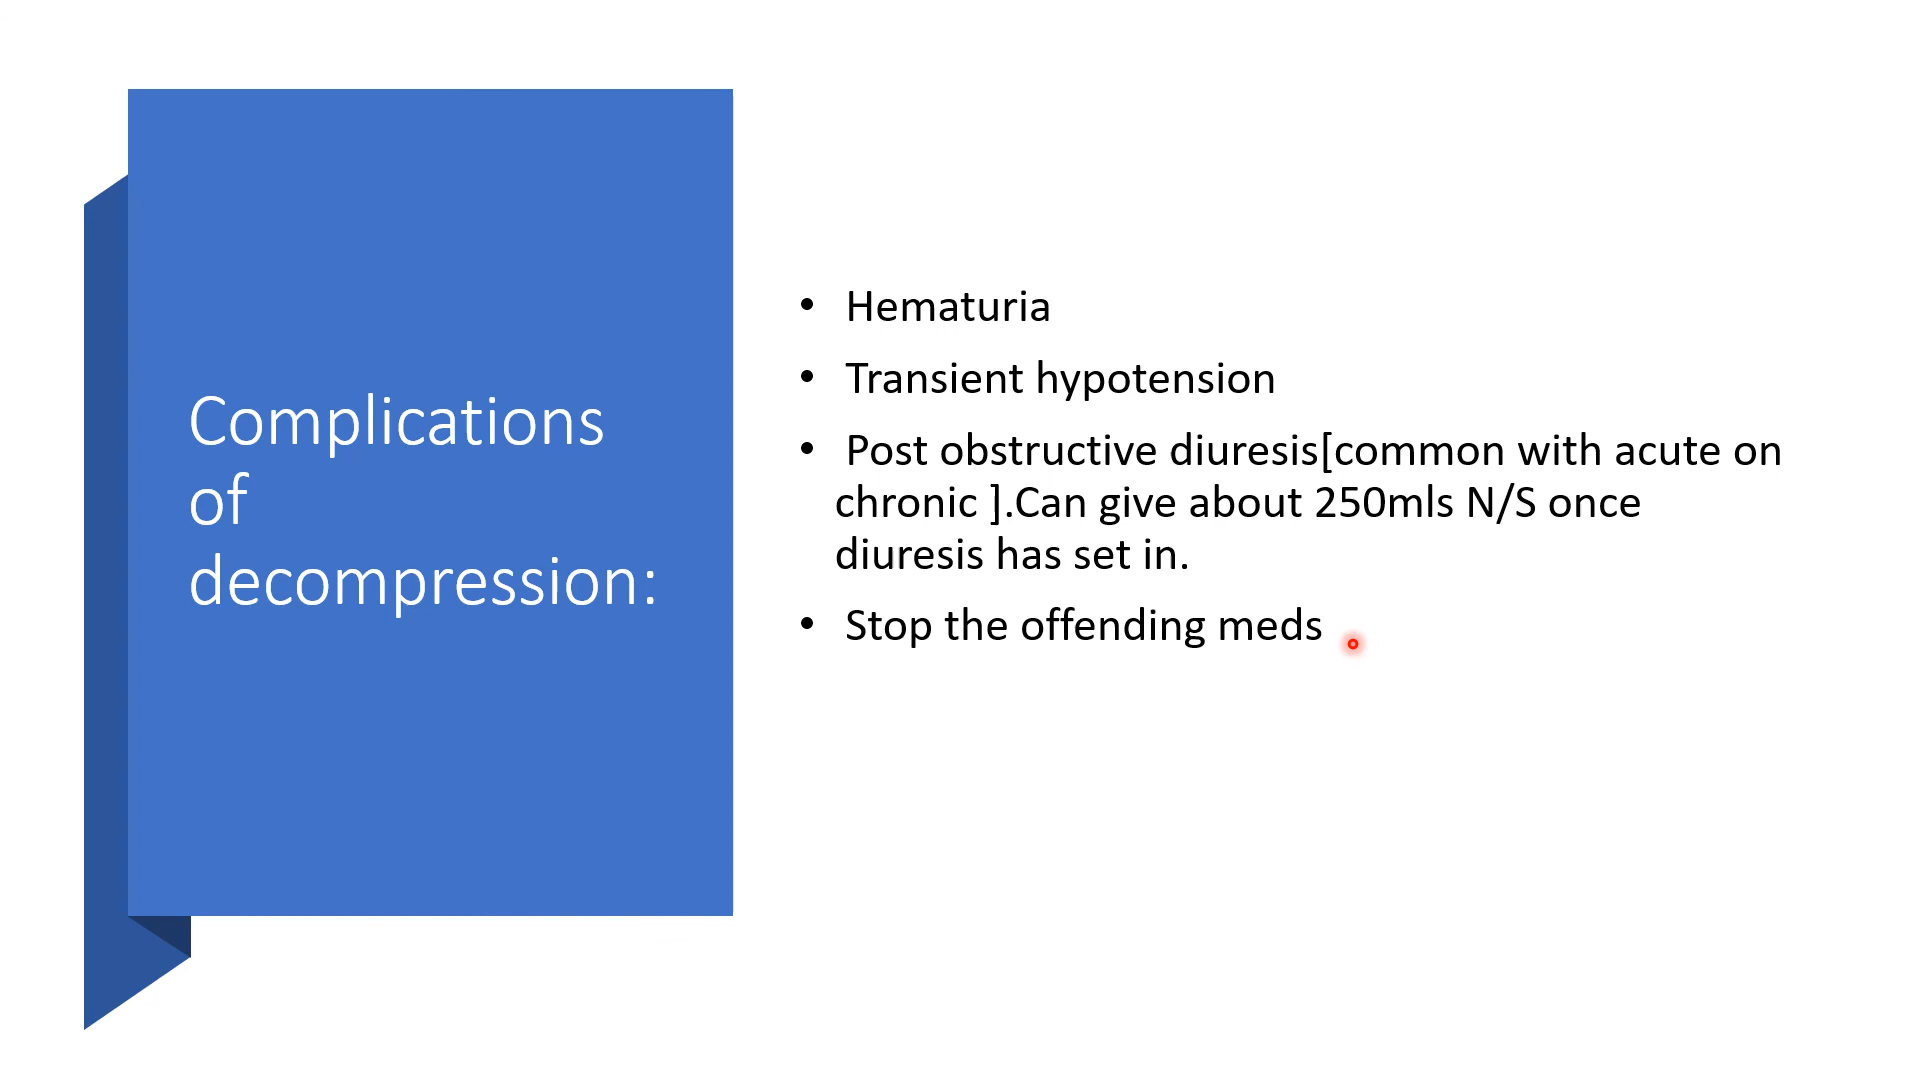 Complications
of
decompression:
• Hematuria
• Transient hypotension
• Post obstructive diuresis[common with acute on
chronic ].Can give about 250mls N/S once
diuresis has set in.
• Stop the offending meds